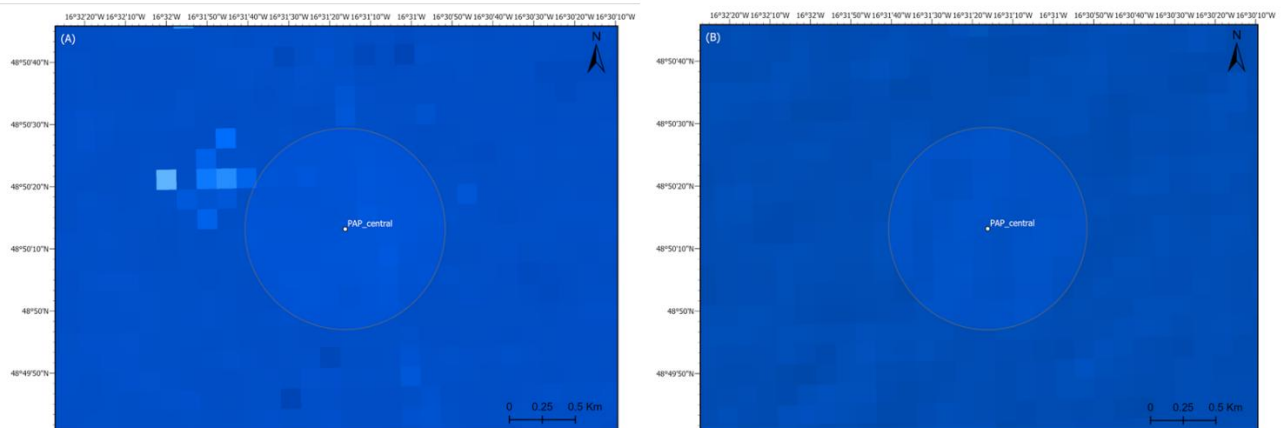 16°32'20"W 16°32'10"W 16°32'W 16°31'50"W 16°31'40"W 16°31'30"W 16°31'20"W 16°31'10"W 16°31'W 16°30'50"W 16°30'40"W 16°30'30"W 16°30'20"W 16°30'10"W
(A)
N
48°50'40"N
48°50'30"N
48°50'20"N
PAP_central
48°50'10"N
48°50'N
48°49'50"N
0 0.25 0.5 Km
16°32'20"W 16°32'10"W 16°32'W 16°31'50"W 16°31'40"W 16°31'30"W 16°31'20"W 16°31'10"W 16°31'W 16°30'50"W 16°30'40"W 16°30'30"W 16°30'20"W 16°30'10"W
(B)
N
48°50'40"N
48°50'30"N
48°50'20"N
PAP_central
48°50'10"N
48°50'N
48°49'50"N
0 0.25 0.5 Km